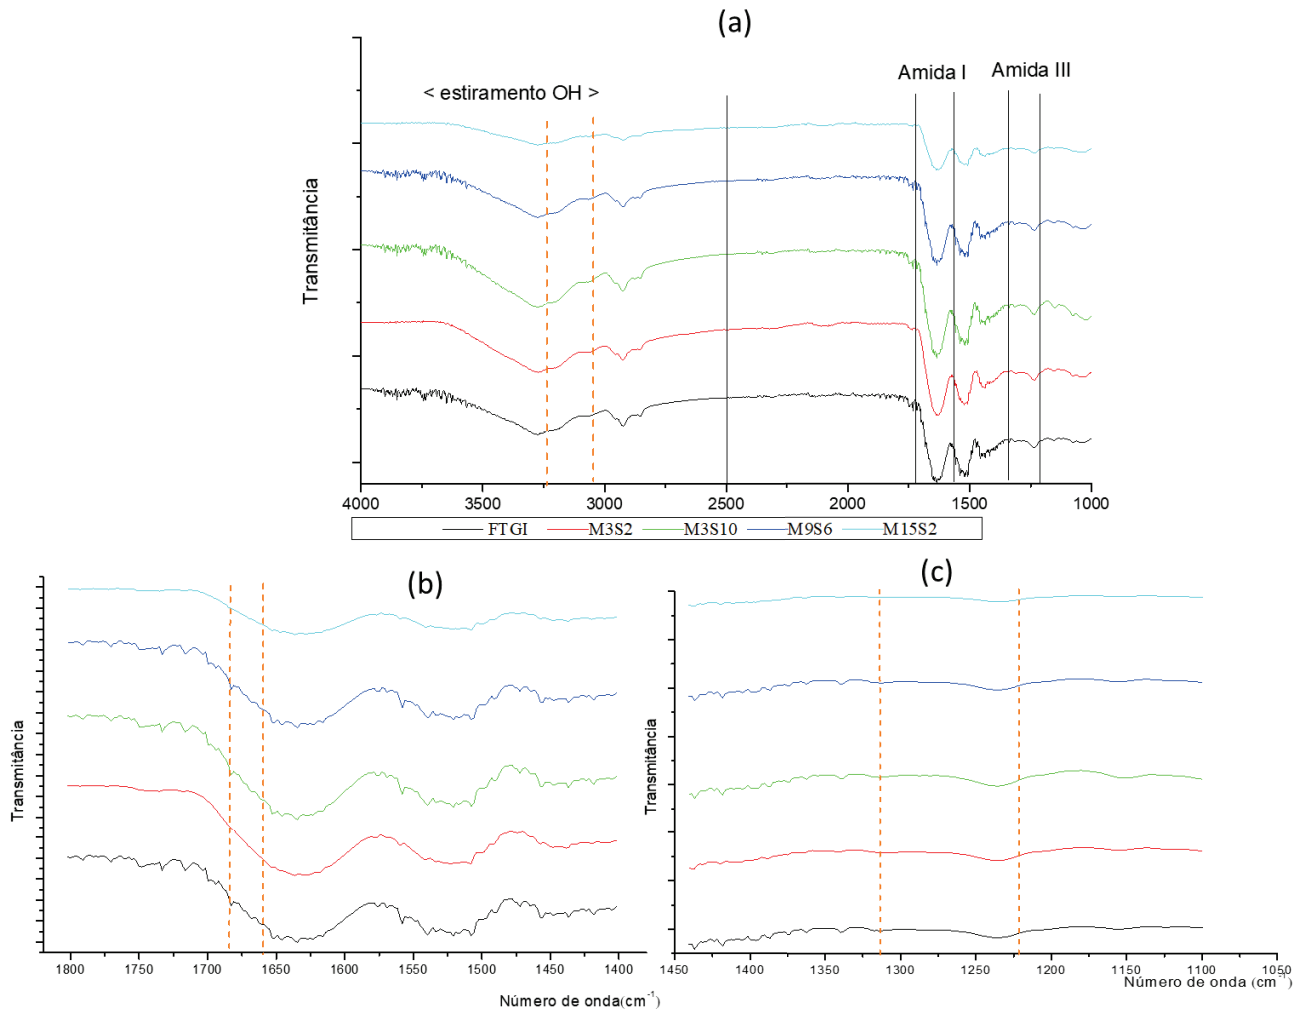 (a)
Amida I
Amida III
< estiramento OH >
Transmitância
4000 3500 3000 2500 2000 1500 1000
FTGI M3S2 M3S10 M9S6 M15S2
(b)
Transmitância
1800 1750 1700 1650 1600 1550 1500 1450 1400
Número de onda(cm⁻¹)
(c)
Transmitância
1450 1400 1350 1300 1250 1200 1150 1100 1050
Número de onda (cm⁻¹)